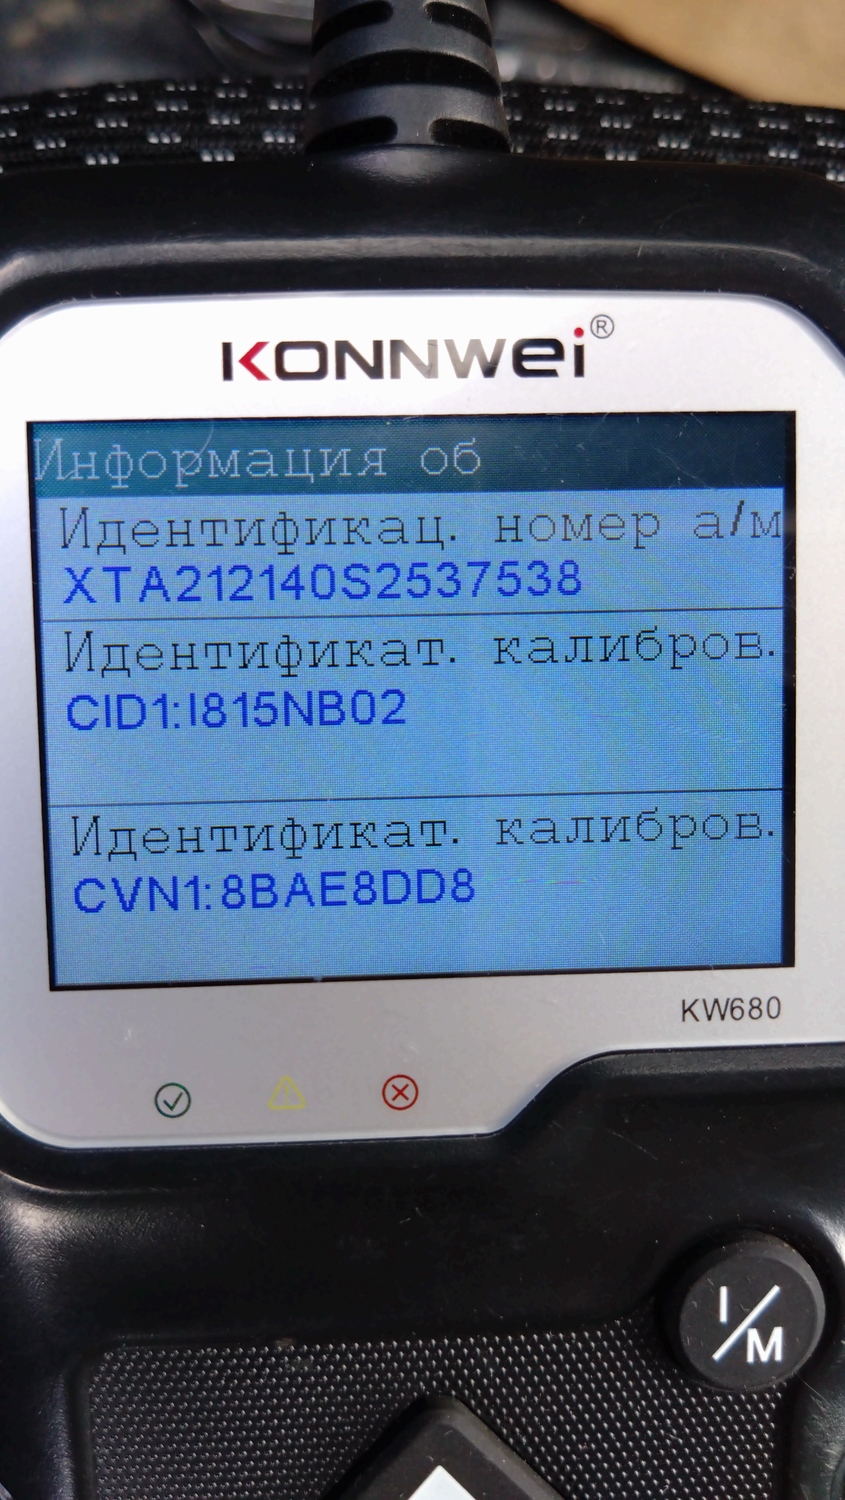 KONNWEI®
Информация об
Идентификац. номер а/м
XTA212140S2537538
Идентификат. калибров.
CID1:I815NB02
Идентификат. калибров.
CVN1:8BAE8DD8
KW680
I/M